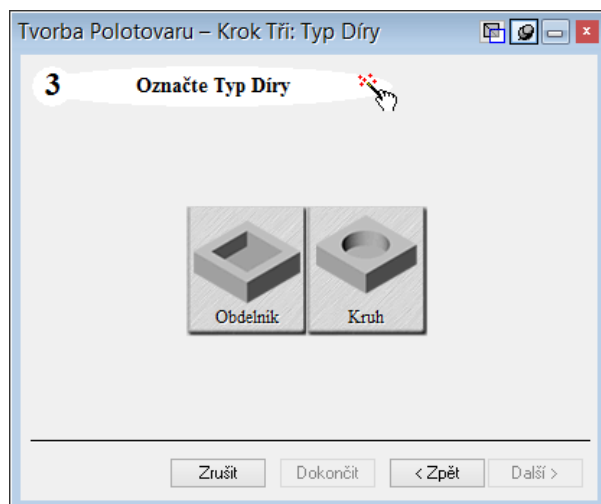 Tvorba Polotovaru – Krok Tři: Typ Díry
3 Označte Typ Díry
Obdelnik Kruh
Zrušit Dokončit < Zpět Další >